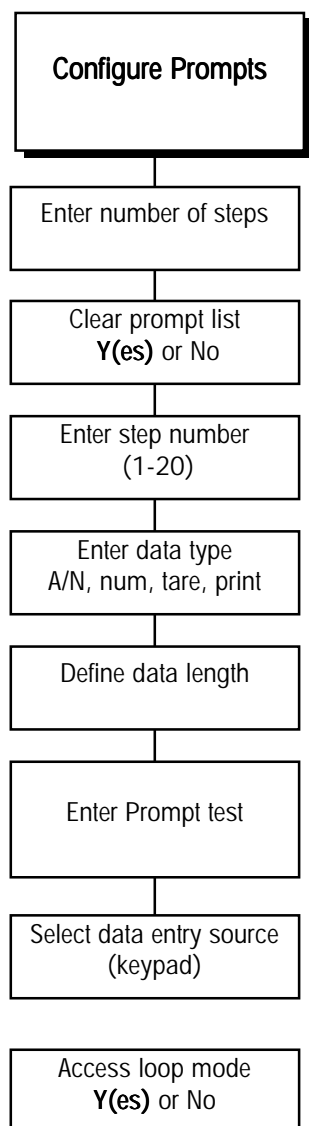 Configure Prompts
Enter number of steps
Clear prompt list
Y(es) or No
Enter step number
(1-20)
Enter data type
A/N, num, tare, print
Define data length
Enter Prompt test
Select data entry source
(keypad)
Access loop mode
Y(es) or No